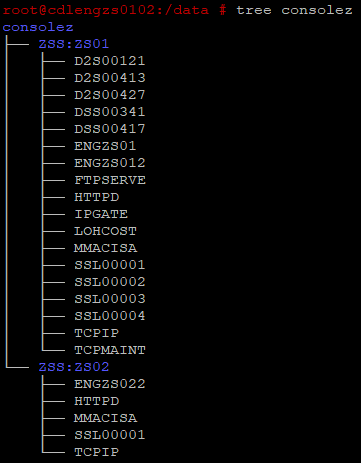 root@cdlengzs0102:/data # tree consolez
consolez
├── ZSS:ZS01
│   ├── D2S00121
│   ├── D2S00413
│   ├── D2S00427
│   ├── DSS00341
│   ├── DSS00417
│   ├── ENGZS01
│   ├── ENGZS012
│   ├── FTPSERVE
│   ├── HTTPD
│   ├── IPGATE
│   ├── LOHCOST
│   ├── MMACISA
│   ├── SSL00001
│   ├── SSL00002
│   ├── SSL00003
│   ├── SSL00004
│   ├── TCPIP
│   └── TCPMAINT
└── ZSS:ZS02
    ├── ENGZS022
    ├── HTTPD
    ├── MMACISA
    ├── SSL00001
    └── TCPIP